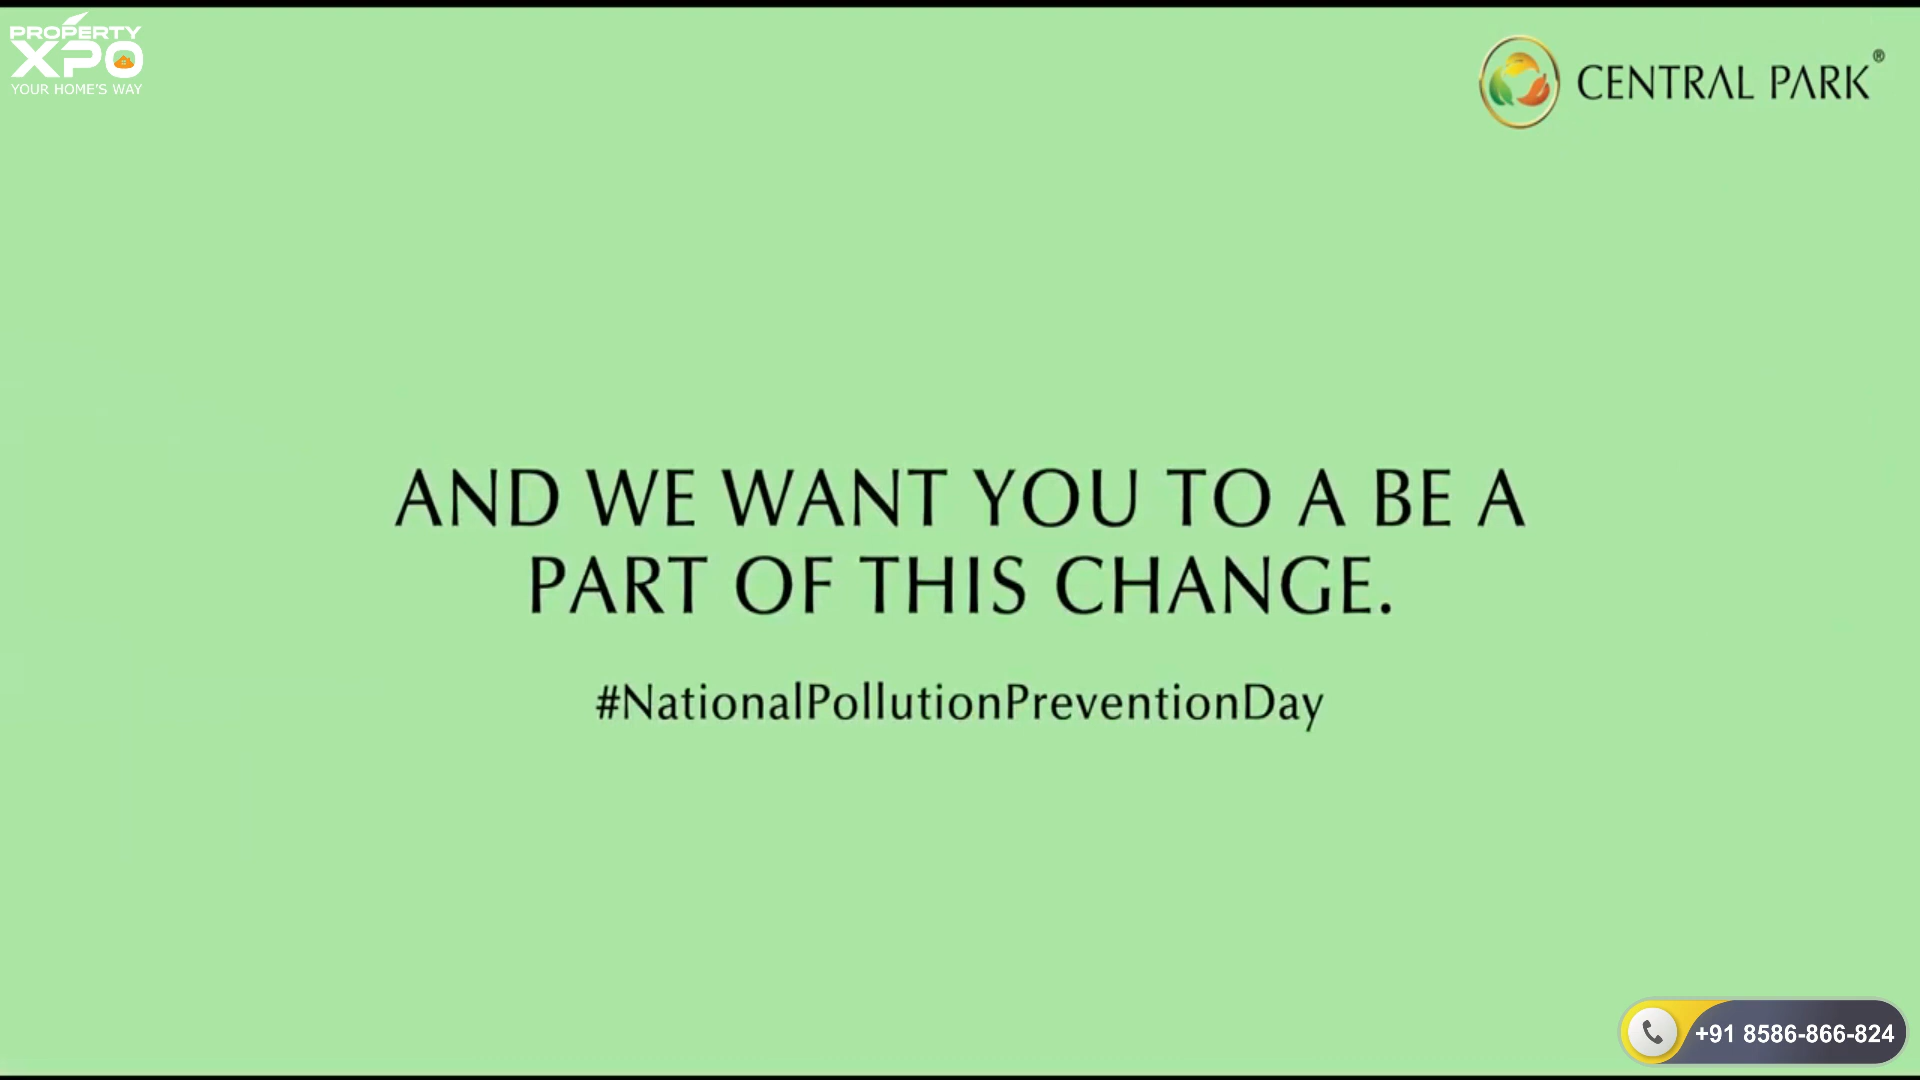 PROPERTY
XPO
YOUR HOME'S WAY
CENTRAL PARK®
AND WE WANT YOU TO A BE A
PART OF THIS CHANGE.
#NationalPollutionPreventionDay
+91 8586-866-824